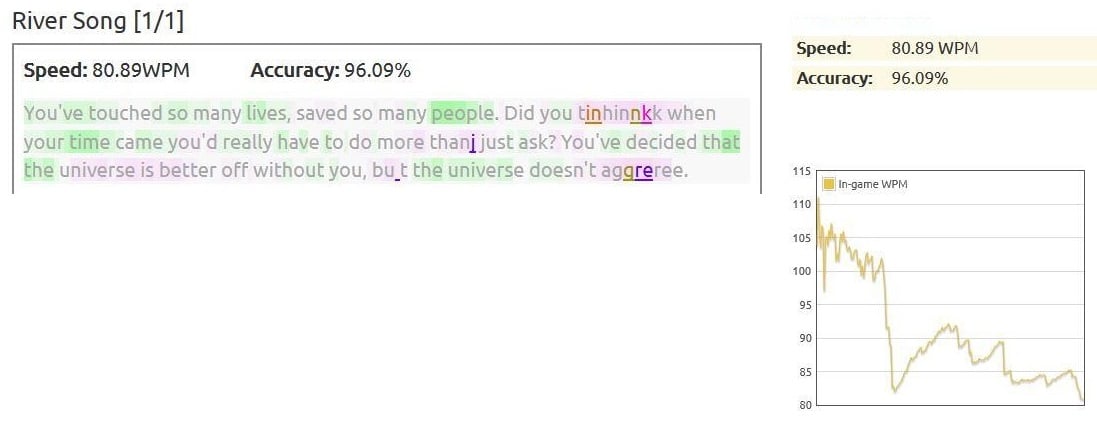 River Song [1/1]
Speed: 80.89WPM Accuracy: 96.09%
You've touched so many lives, saved so many people. Did you tinhinnkk when
your time came you'd really have to do more thanj just ask? You've decided that
the universe is better off without you, bu_t the universe doesn't aggreree.
Speed: 80.89 WPM
Accuracy: 96.09%
In-game WPM
115
110
105
100
95
90
85
80